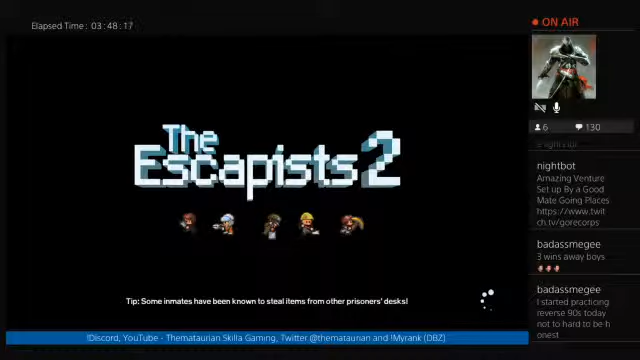 Elapsed Time : 03:48:17
ON AIR
6
130
nightbot
Amazing Venture
Set up By a Good
Mate Going Places
https://www.twit
ch.tv/gorecorps
badassmegee
3 wins away boys
badassmegee
I started practicing
reverse 90s today
not to hard to be h
onest
The
Escapists 2
Tip: Some inmates have been known to steal items from other prisoners' desks!
!Discord, YouTube - Themataurian Skilla Gaming, Twitter @themataurian and !Myrank (DBZ)